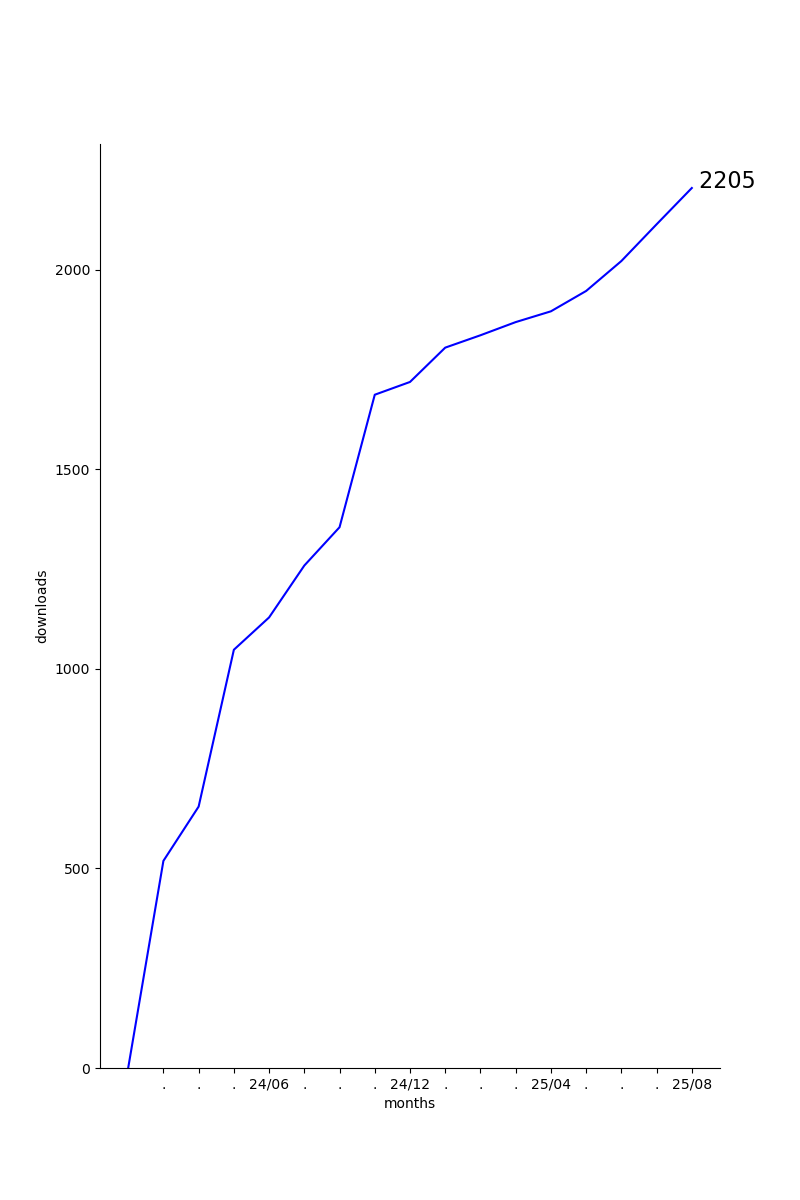 2205
2000
1500
1000
500
0
downloads
. . . 24/06 . . . 24/12 . . . 25/04 . . . 25/08
months